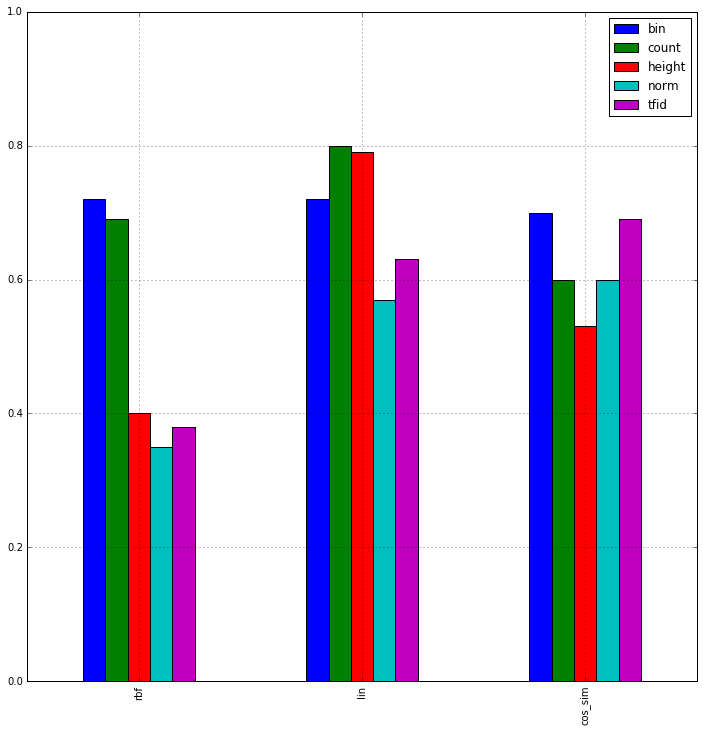 1.0
0.8
0.6
0.4
0.2
0.0
bin
count
height
norm
tfid
rbf
lin
cos_sim